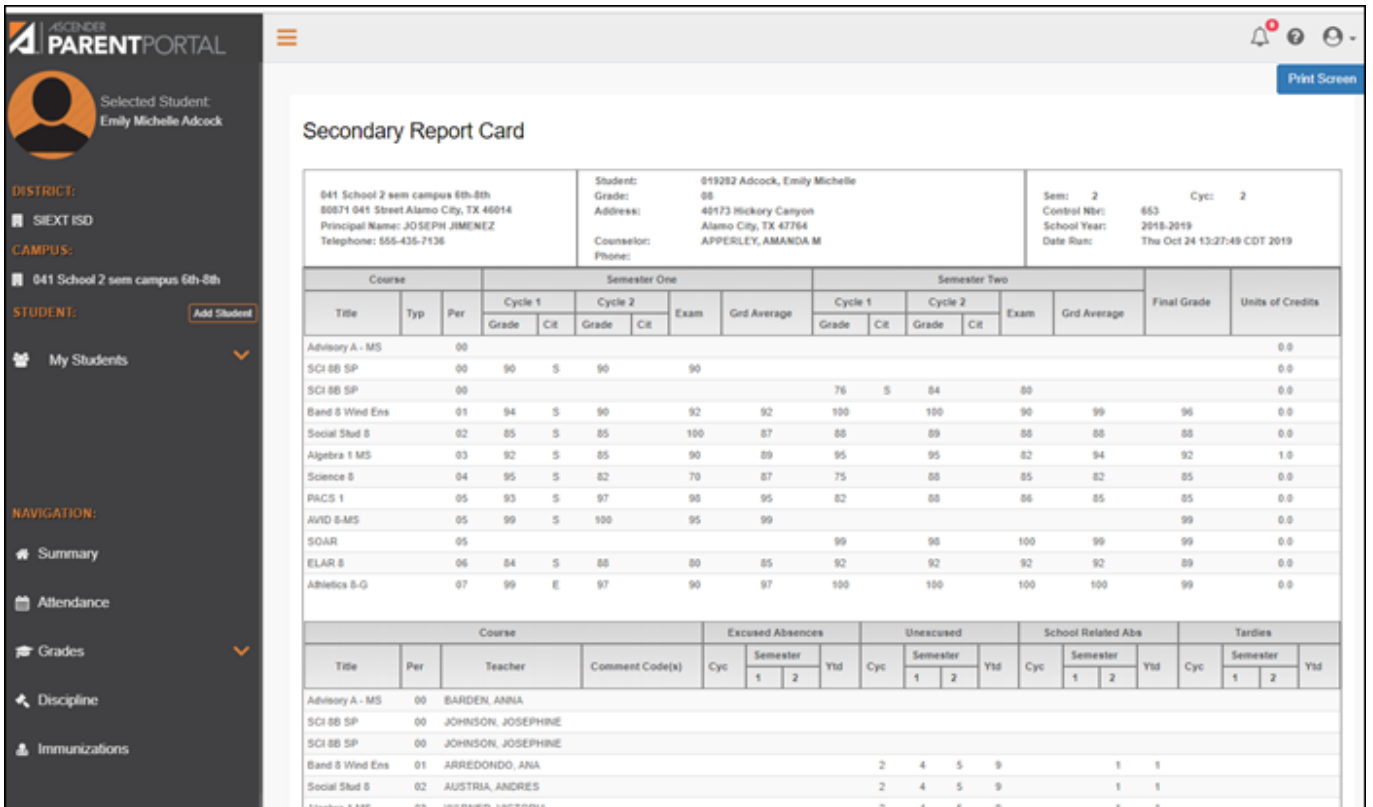 ASCENDER
PARENTPORTAL
Print Screen
Selected Student:
Emily Michelle Adcock
DISTRICT:
SIEXT ISD
CAMPUS:
041 School 2 sem campus 6th-8th
STUDENT: Add Student
My Students
NAVIGATION:
Summary
Attendance
Grades
Discipline
Immunizations
Secondary Report Card
041 School 2 sem campus 6th-8th
80871 041 Street Alamo City, TX 46014
Principal Name: JOSEPH JIMENEZ
Telephone: 555-435-7136
Student: 019282 Adcock, Emily Michelle
Grade: 08
Address: 40173 Hickory Canyon
Alamo City, TX 47764
Counselor: APPERLEY, AMANDA M
Phone:
Sem: 2 Cyc: 2
Control Nbr: 653
School Year: 2018-2019
Date Run: Thu Oct 24 13:27:49 CDT 2019
Course Semester One Semester Two Final Grade Units of Credits
Title Typ Per Cycle 1 Cycle 2 Exam Grd Average Cycle 1 Cycle 2 Exam Grd Average
Grade Cit Grade Cit Grade Cit Grade Cit
Advisory A - MS 00 0.0
SCI 8B SP 00 90 S 90 90 0.0
SCI 8B SP 00 76 S 84 80 0.0
Band 8 Wind Ens 01 94 S 90 92 92 100 100 90 99 96 0.0
Social Stud 8 02 85 S 85 100 87 88 89 88 88 88 0.0
Algebra 1 MS 03 92 S 85 90 89 95 95 82 94 92 1.0
Science 8 04 95 S 82 70 87 75 88 85 82 85 0.0
PACS 1 05 93 S 97 98 95 82 88 86 85 85 0.0
AVID 8-MS 05 99 S 100 95 99 99 0.0
SOAR 05 99 98 100 99 99 0.0
ELAR 8 06 84 S 88 80 85 92 92 92 92 89 0.0
Athletics 8-G 07 99 E 97 90 97 100 100 100 100 99 0.0
Course Excused Absences Unexcused School Related Abs Tardies
Title Per Teacher Comment Code(s) Cyc Semester Ytd Cyc Semester Ytd Cyc Semester Ytd Cyc Semester Ytd
1 2 1 2 1 2 1 2
Advisory A - MS 00 BARDEN, ANNA
SCI 8B SP 00 JOHNSON, JOSEPHINE
SCI 8B SP 00 JOHNSON, JOSEPHINE
Band 8 Wind Ens 01 ARREDONDO, ANA 2 4 5 9 1 1
Social Stud 8 02 AUSTRIA, ANDRES 2 4 5 9 1 1